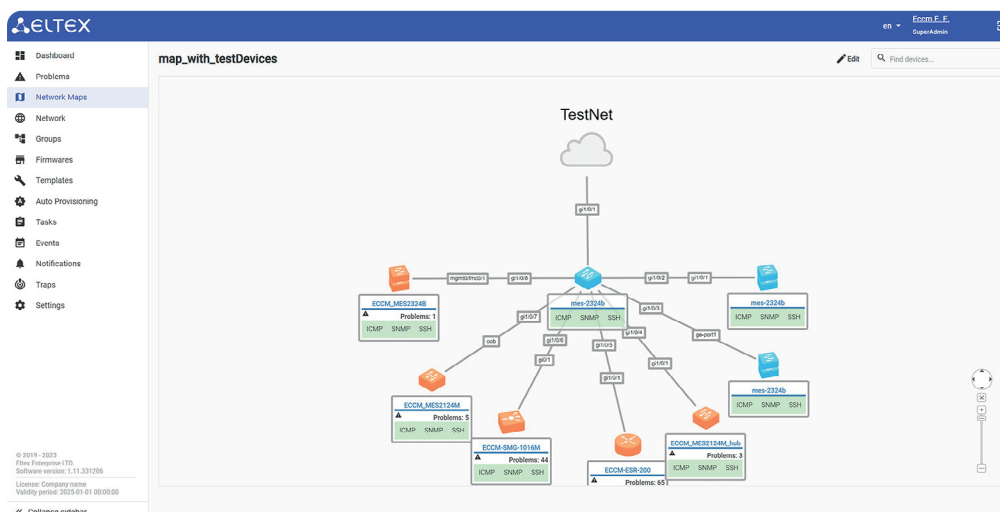 ELTEX
en
Eccm E. E.
SuperAdmin
Dashboard
Problems
Network Maps
Network
Groups
Firmwares
Templates
Auto Provisioning
Tasks
Events
Notifications
Traps
Settings
© 2019 - 2023
Eltex Enterprise LTD.
Software version: 1.11.331206
License: Company name
Validity period: 2025-01-01 00:00:00
Collapse sidebar
map_with_testDevices
Edit
Find devices...
TestNet
gi1/0/1
mgmt0/fmc0/1
gi1/0/8
gi1/0/2
gi1/0/1
ECCM_MES2324B
Problems: 1
ICMP SNMP SSH
mes-2324b
ICMP SNMP SSH
mes-2324b
ICMP SNMP SSH
gi1/0/7
gi1/0/3
oob
gi1/0/6
gi1/0/5
gi1/0/4
ge-port1
gi0/1
gi1/0/1
gi1/0/1
mes-2324b
ICMP SNMP SSH
ECCM_MES2124M
Problems: 5
ICMP SNMP SSH
ECCM-SMG-1016M
Problems: 44
ICMP SNMP SSH
ECCM-ESR-200
Problems: 65
ECCM_MES2124M_hub
Problems: 3
ICMP SNMP SSH